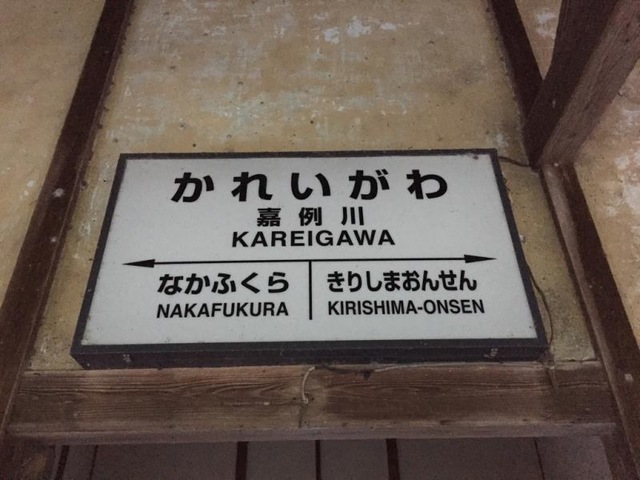 かれいがわ
嘉例川
KAREIGAWA
なかふくら
NAKAFUKURA
きりしまおんせん
KIRISHIMA-ONSEN